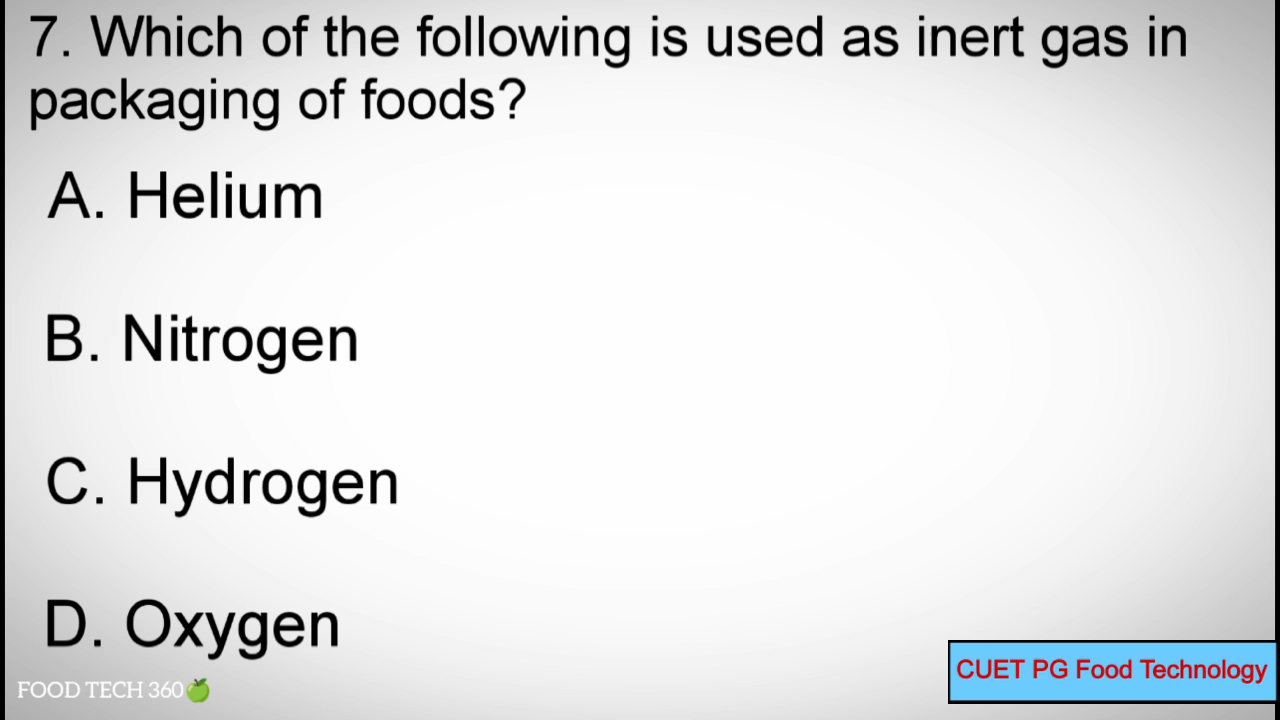 7. Which of the following is used as inert gas in
packaging of foods?
A. Helium
B. Nitrogen
C. Hydrogen
D. Oxygen
FOOD TECH 360🍏
CUET PG Food Technology